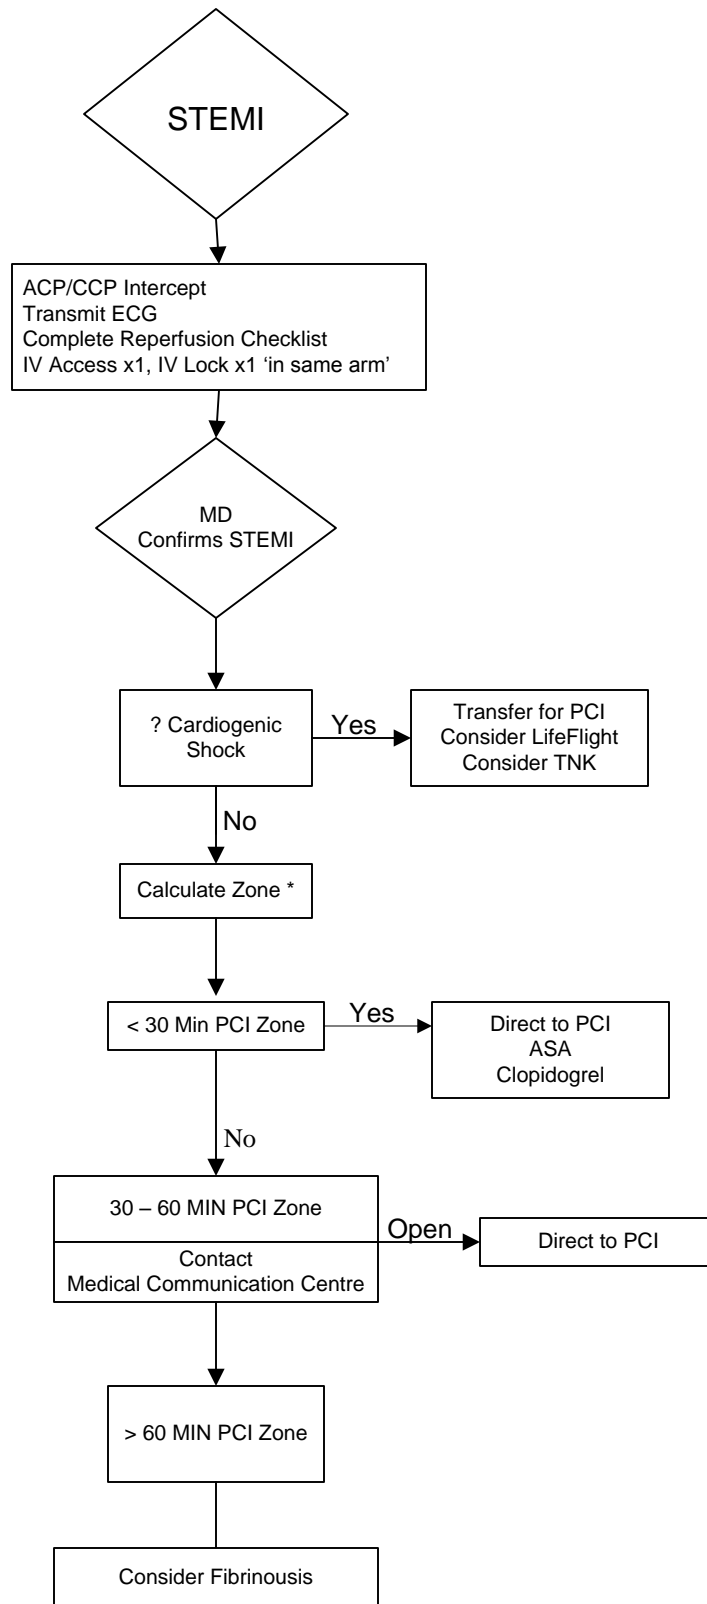 STEMI
ACP/CCP Intercept
Transmit ECG
Complete Reperfusion Checklist
IV Access x1, IV Lock x1 ‘in same arm’
MD
Confirms STEMI
? Cardiogenic
Shock
Yes
Transfer for PCI
Consider LifeFlight
Consider TNK
No
Calculate Zone *
< 30 Min PCI Zone
Yes
Direct to PCI
ASA
Clopidogrel
No
30 – 60 MIN PCI Zone
Contact
Medical Communication Centre
Open
Direct to PCI
> 60 MIN PCI Zone
Consider Fibrinousis